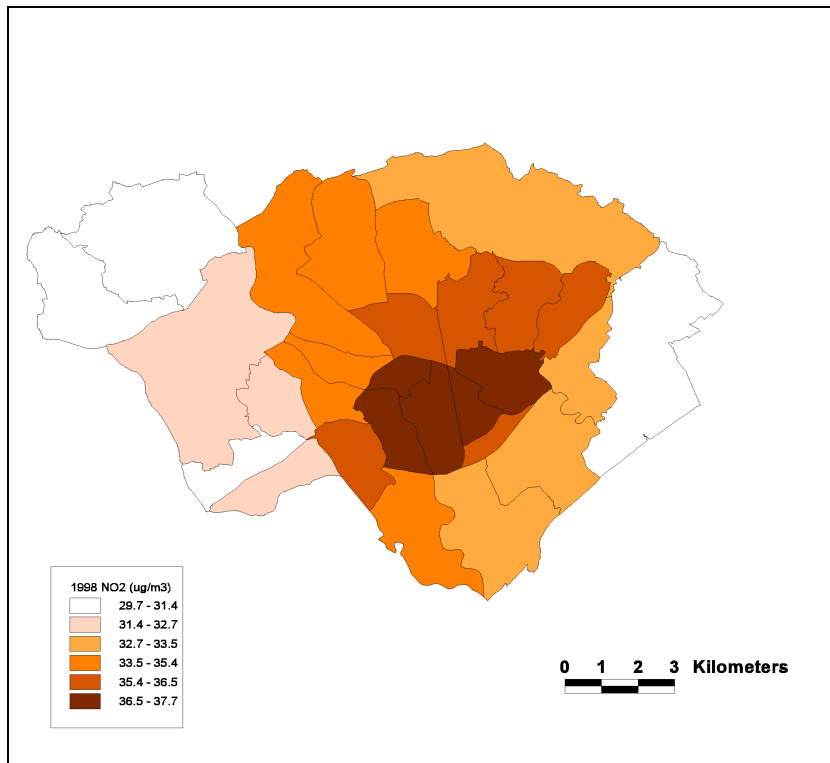 1998 NO2 (ug/m3)
29.7 - 31.4
31.4 - 32.7
32.7 - 33.5
33.5 - 35.4
35.4 - 36.5
36.5 - 37.7
0 1 2 3 Kilometers